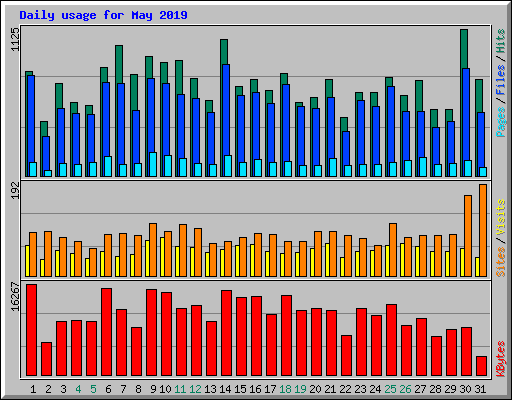 Daily usage for May 2019
1125
Pages / Files / Hits
192
Sites / Visits
16267
KBytes
1 2 3 4 5 6 7 8 9 10 11 12 13 14 15 16 17 18 19 20 21 22 23 24 25 26 27 28 29 30 31